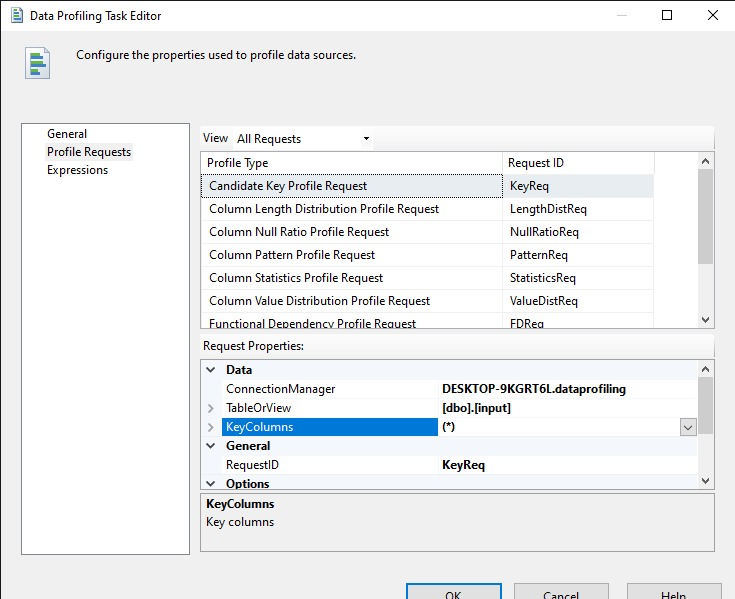 Data Profiling Task Editor
Configure the properties used to profile data sources.
General
Profile Requests
Expressions
View All Requests
Profile Type Request ID
Candidate Key Profile Request KeyReq
Column Length Distribution Profile Request LengthDistReq
Column Null Ratio Profile Request NullRatioReq
Column Pattern Profile Request PatternReq
Column Statistics Profile Request StatisticsReq
Column Value Distribution Profile Request ValueDistReq
Functional Dependency Profile Request FDReq
Request Properties:
Data
ConnectionManager DESKTOP-9KGRT6L.dataprofiling
TableOrView [dbo].[input]
KeyColumns (*)
General
RequestID KeyReq
Options
KeyColumns
Key columns
OK Cancel Help